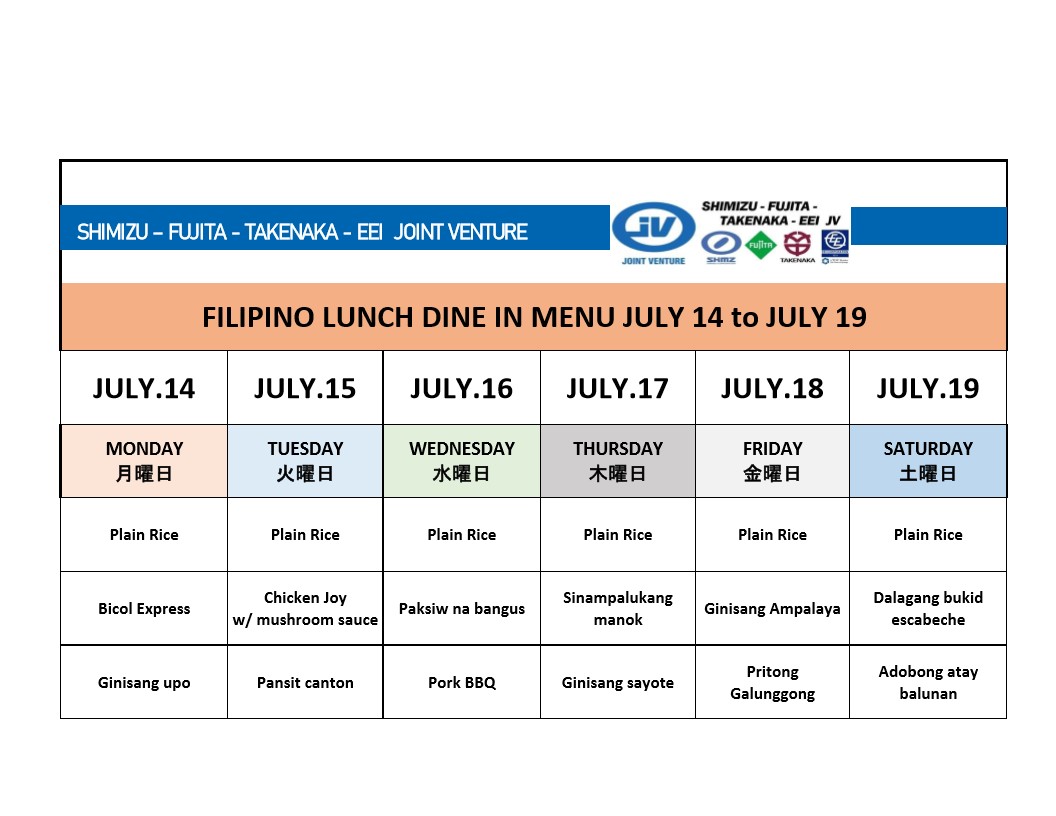 SHIMIZU – FUJITA - TAKENAKA - EEI JOINT VENTURE
JV
JOINT VENTURE
SHIMIZU - FUJITA -
TAKENAKA - EEI JV
SHMZ
FUJITA
TAKENAKA
FILIPINO LUNCH DINE IN MENU JULY 14 to JULY 19
JULY.14 JULY.15 JULY.16 JULY.17 JULY.18 JULY.19
MONDAY TUESDAY WEDNESDAY THURSDAY FRIDAY SATURDAY
月曜日 火曜日 水曜日 木曜日 金曜日 土曜日
Plain Rice Plain Rice Plain Rice Plain Rice Plain Rice Plain Rice
Bicol Express
Chicken Joy
w/ mushroom sauce
Paksiw na bangus
Sinampalukang
manok
Ginisang Ampalaya
Dalagang bukid
escabeche
Ginisang upo
Pansit canton
Pork BBQ
Ginisang sayote
Pritong
Galunggong
Adobong atay
balunan